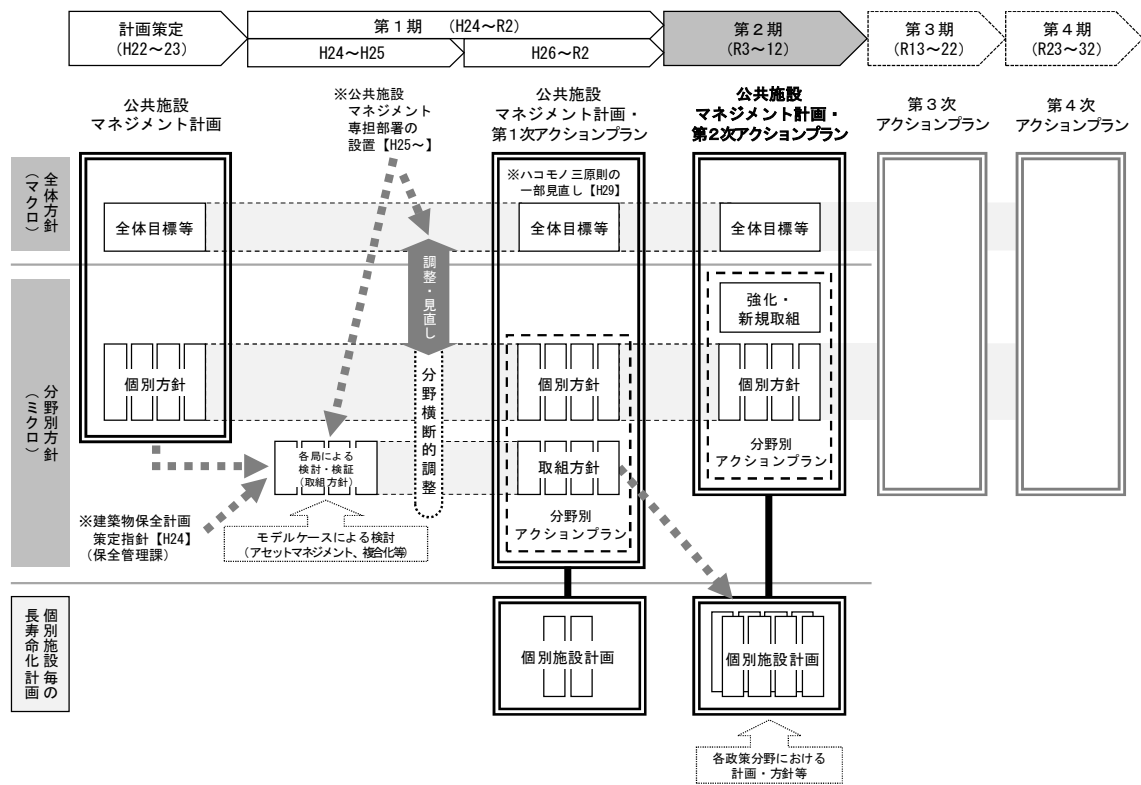 計画策定
（H22～23）
第１期　（H24～R2）
H24～H25
H26～R2
第２期
（R3～12）
第３期
（R13～22）
第４期
（R23～32）
公共施設
マネジメント計画
※公共施設
マネジメント
専担部署の
設置【H25～】
公共施設
マネジメント計画・
第１次アクションプラン
公共施設
マネジメント計画・
第２次アクションプラン
第３次
アクションプラン
第４次
アクションプラン
全体方針
（マクロ）
※ハコモノ三原則の
一部見直し【H29】
全体目標等
全体目標等
全体目標等
調整・見直し
分野別方針
（ミクロ）
強化・
新規取組
個別方針
個別方針
個別方針
分野横断的調整
分野別
アクションプラン
各局による
検討・検証
（取組方針）
取組方針
※建築物保全計画
策定指針【H24】
（保全管理課）
モデルケースによる検討
（アセットマネジメント、複合化等）
分野別
アクションプラン
個別施設毎の
長寿命化計画
個別施設計画
個別施設計画
各政策分野における
計画・方針等